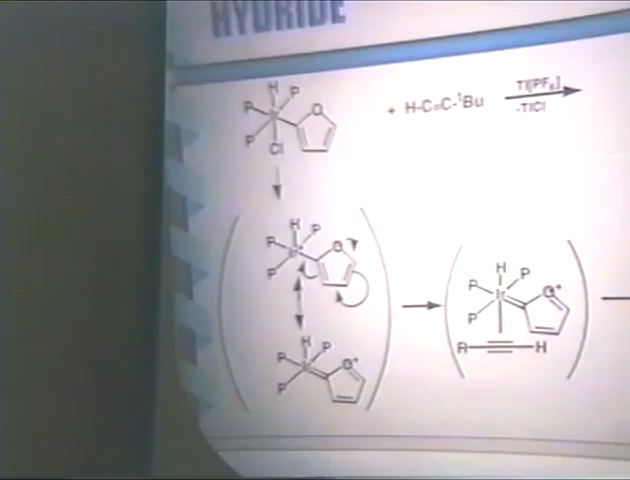 HYDRIDE
H
P P O
Ir
P
Cl
+ H-C≡C-tBu
Tl[PF6]
-TlCl
H
P P O
Ir+
P
H
P P O+
Ir
P
H
P P O+
Ir
P
R H